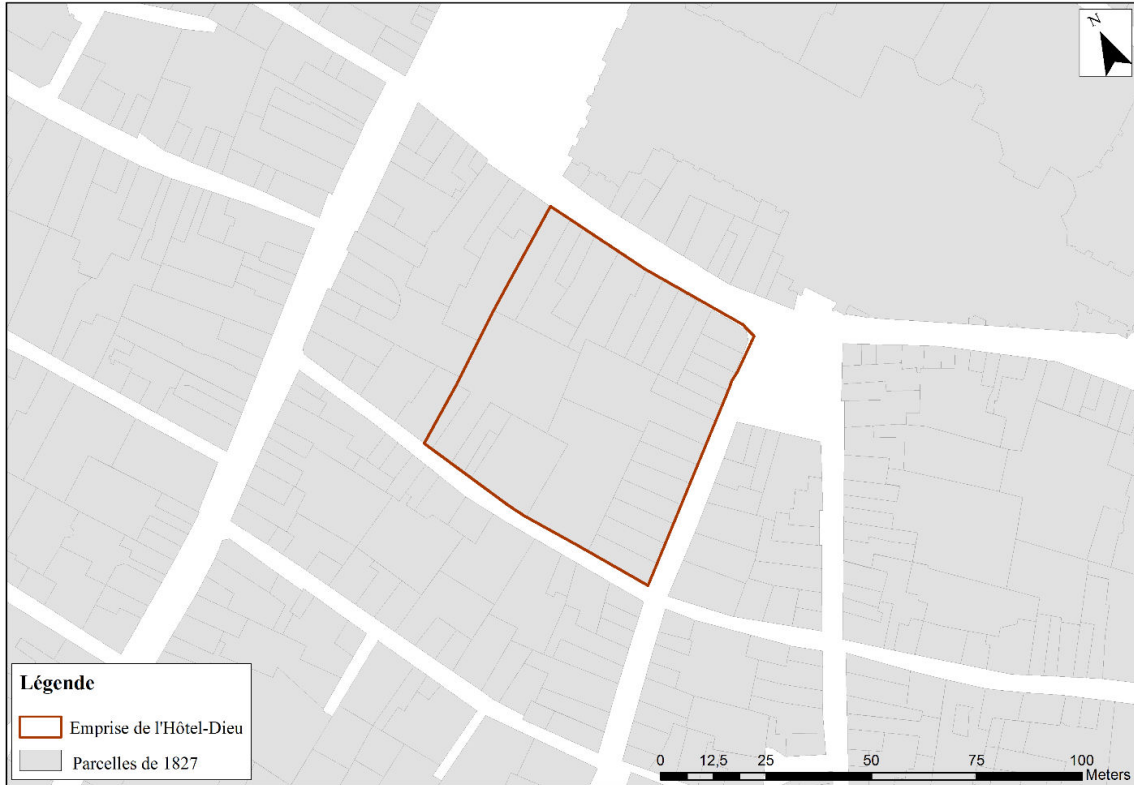 N
Légende
Emprise de l'Hôtel-Dieu
Parcelles de 1827
0 12,5 25 50 75 100
Meters